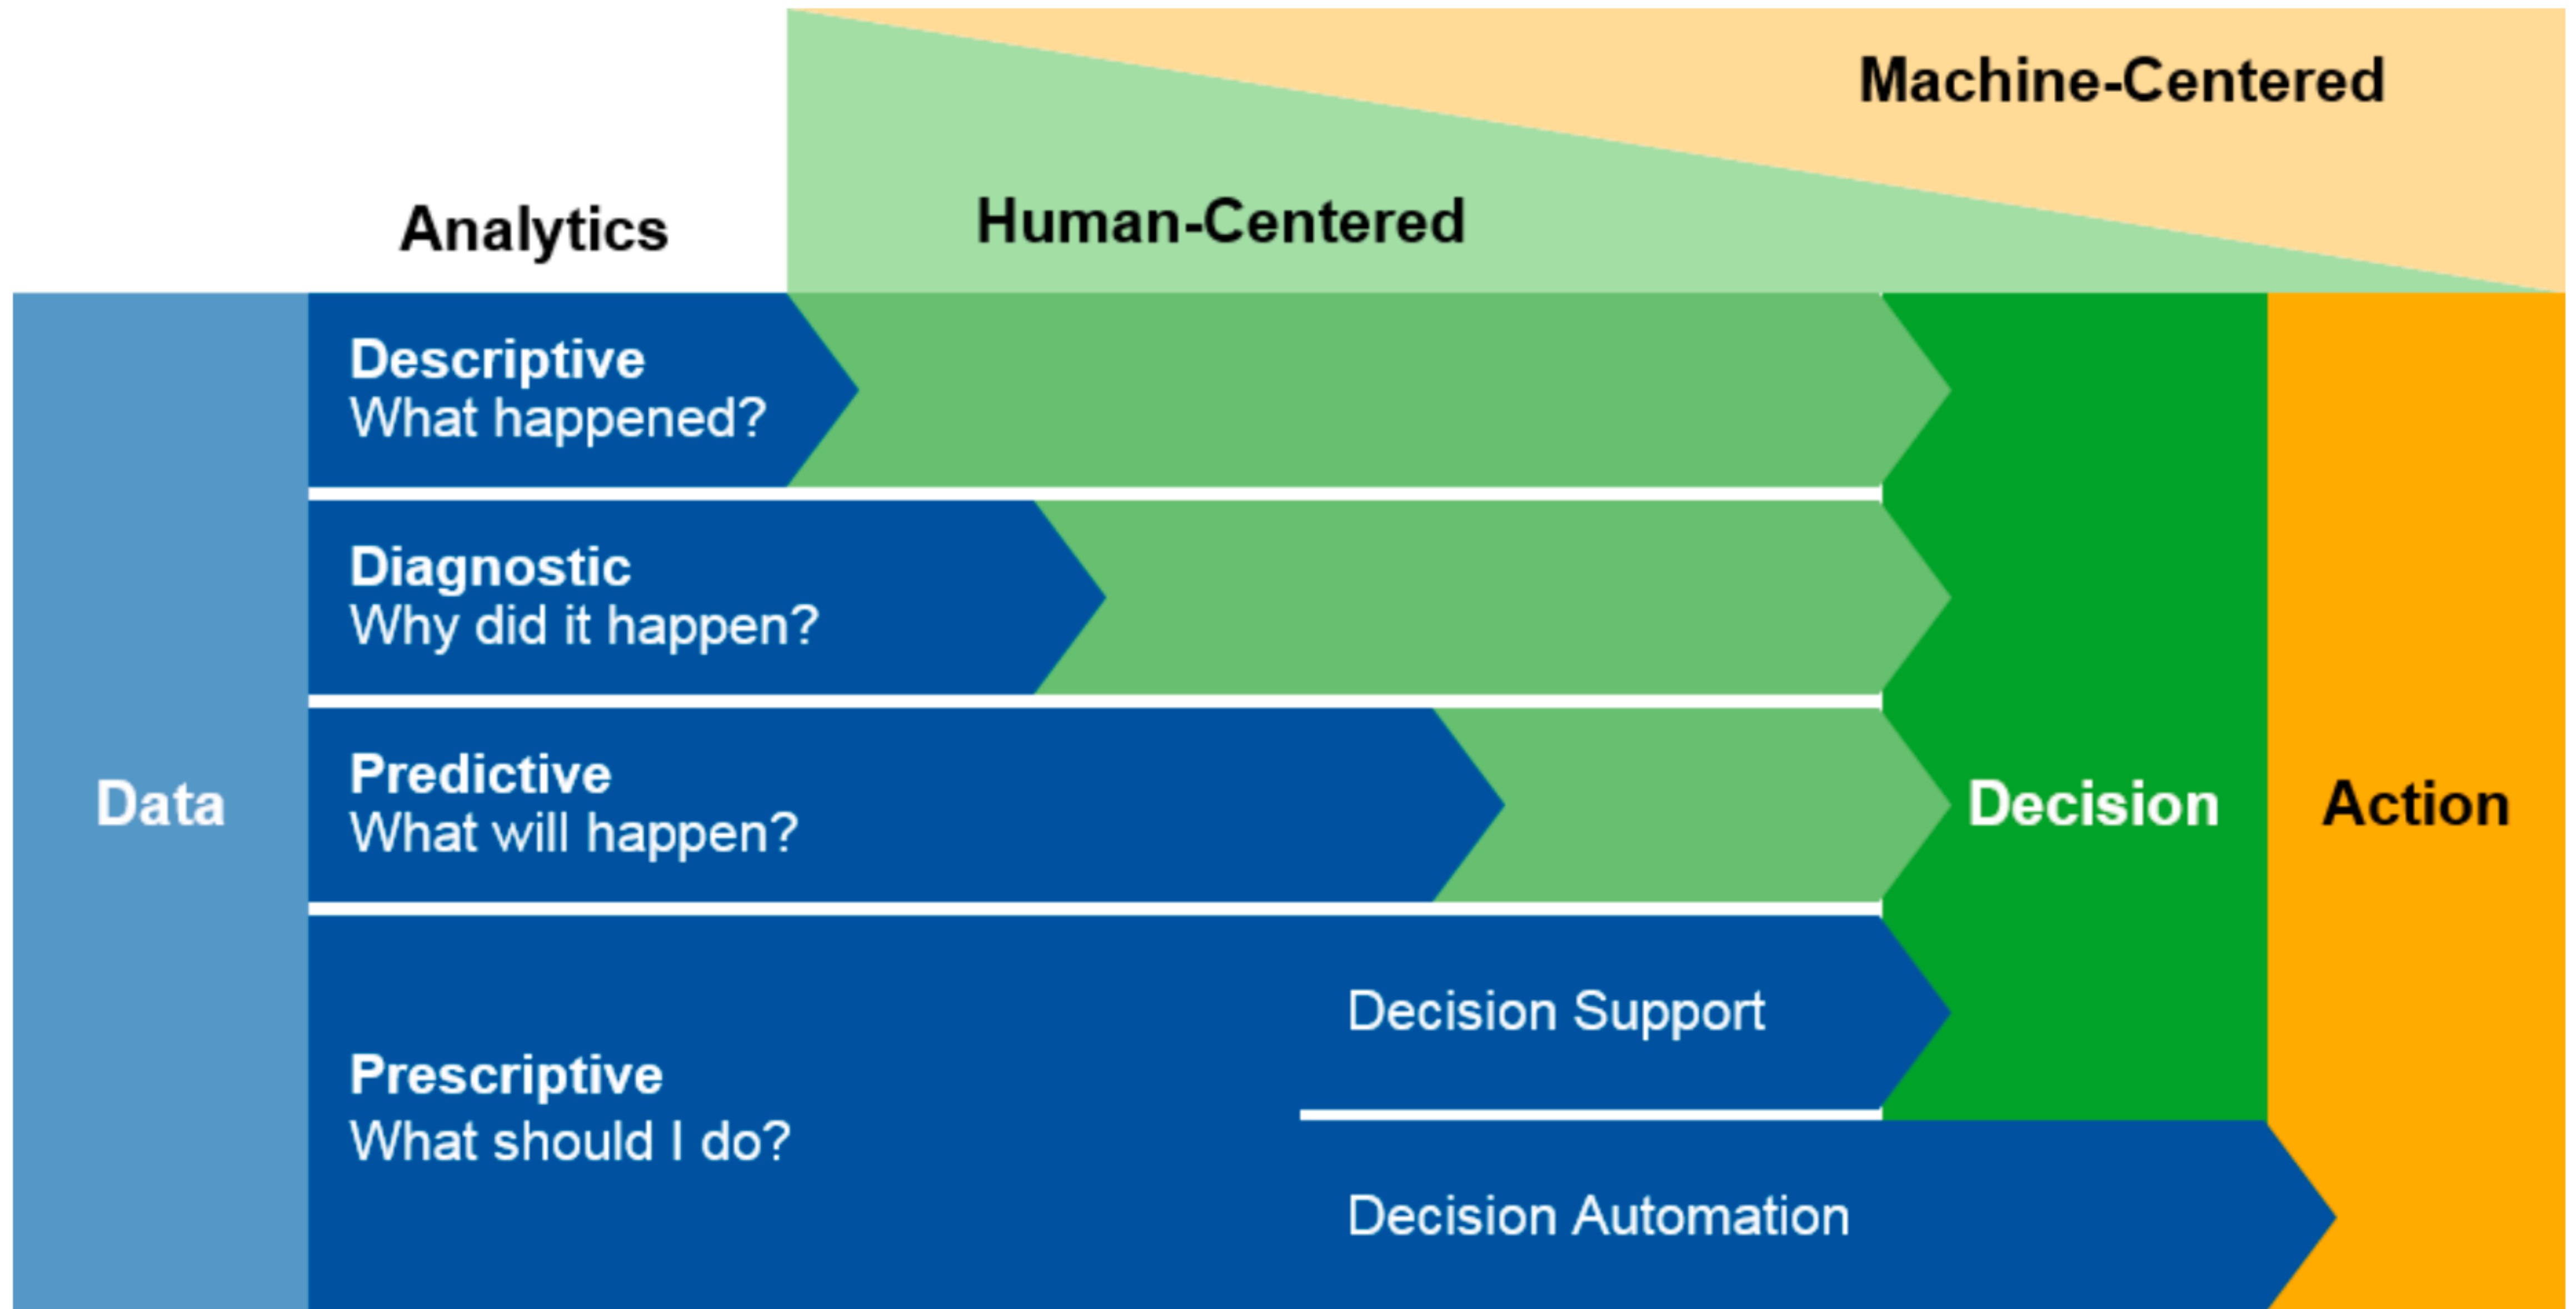 Machine-Centered
Human-Centered
Analytics
Descriptive
What happened?
Diagnostic
Why did it happen?
Predictive
What will happen?
Data
Decision
Action
Prescriptive
What should I do?
Decision Support
Decision Automation